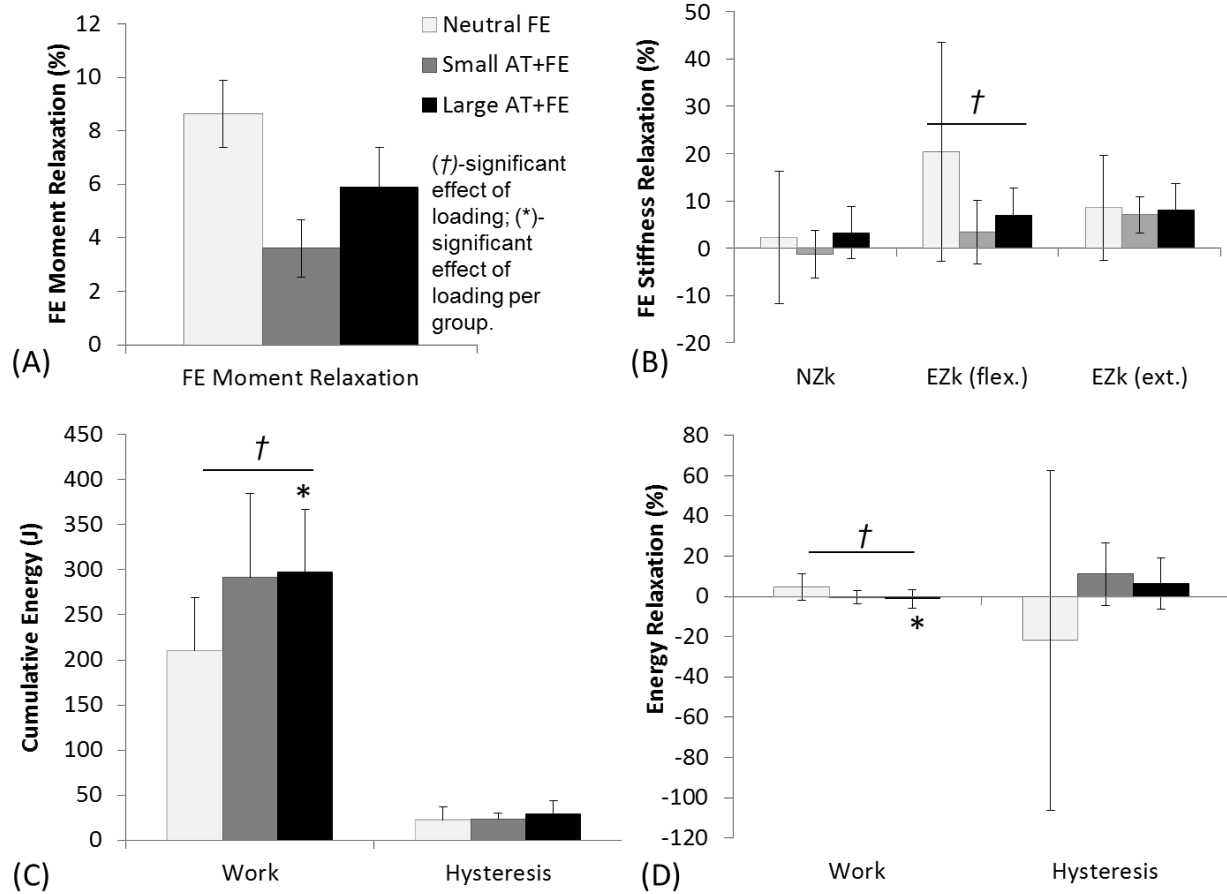 FE Moment Relaxation (%)
12
10
8
6
4
2
0
Neutral FE
Small AT+FE
Large AT+FE
(†)-significant
effect of
loading; (*)-
significant
effect of
loading per
group.
(A)
FE Moment Relaxation
FE Stiffness Relaxation (%)
50
40
30
20
10
0
-10
-20
†
(B)
NZk
EZk (flex.)
EZk (ext.)
Cumulative Energy (J)
450
400
350
300
250
200
150
100
50
0
†
*
(C)
Work
Hysteresis
Energy Relaxation (%)
80
60
40
20
0
-20
-40
-60
-80
-100
-120
†
*
(D)
Work
Hysteresis